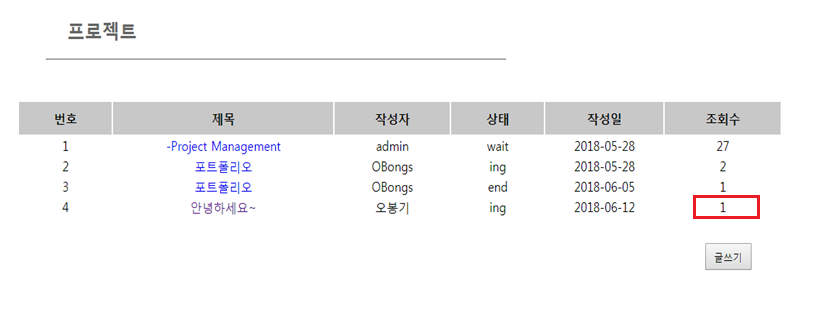 프로젝트
번호 제목 작성자 상태 작성일 조회수
1 -Project Management admin wait 2018-05-28 27
2 포트폴리오 OBongs ing 2018-05-28 2
3 포트폴리오 OBongs end 2018-06-05 1
4 안녕하세요~ 오봉기 ing 2018-06-12 1
글쓰기